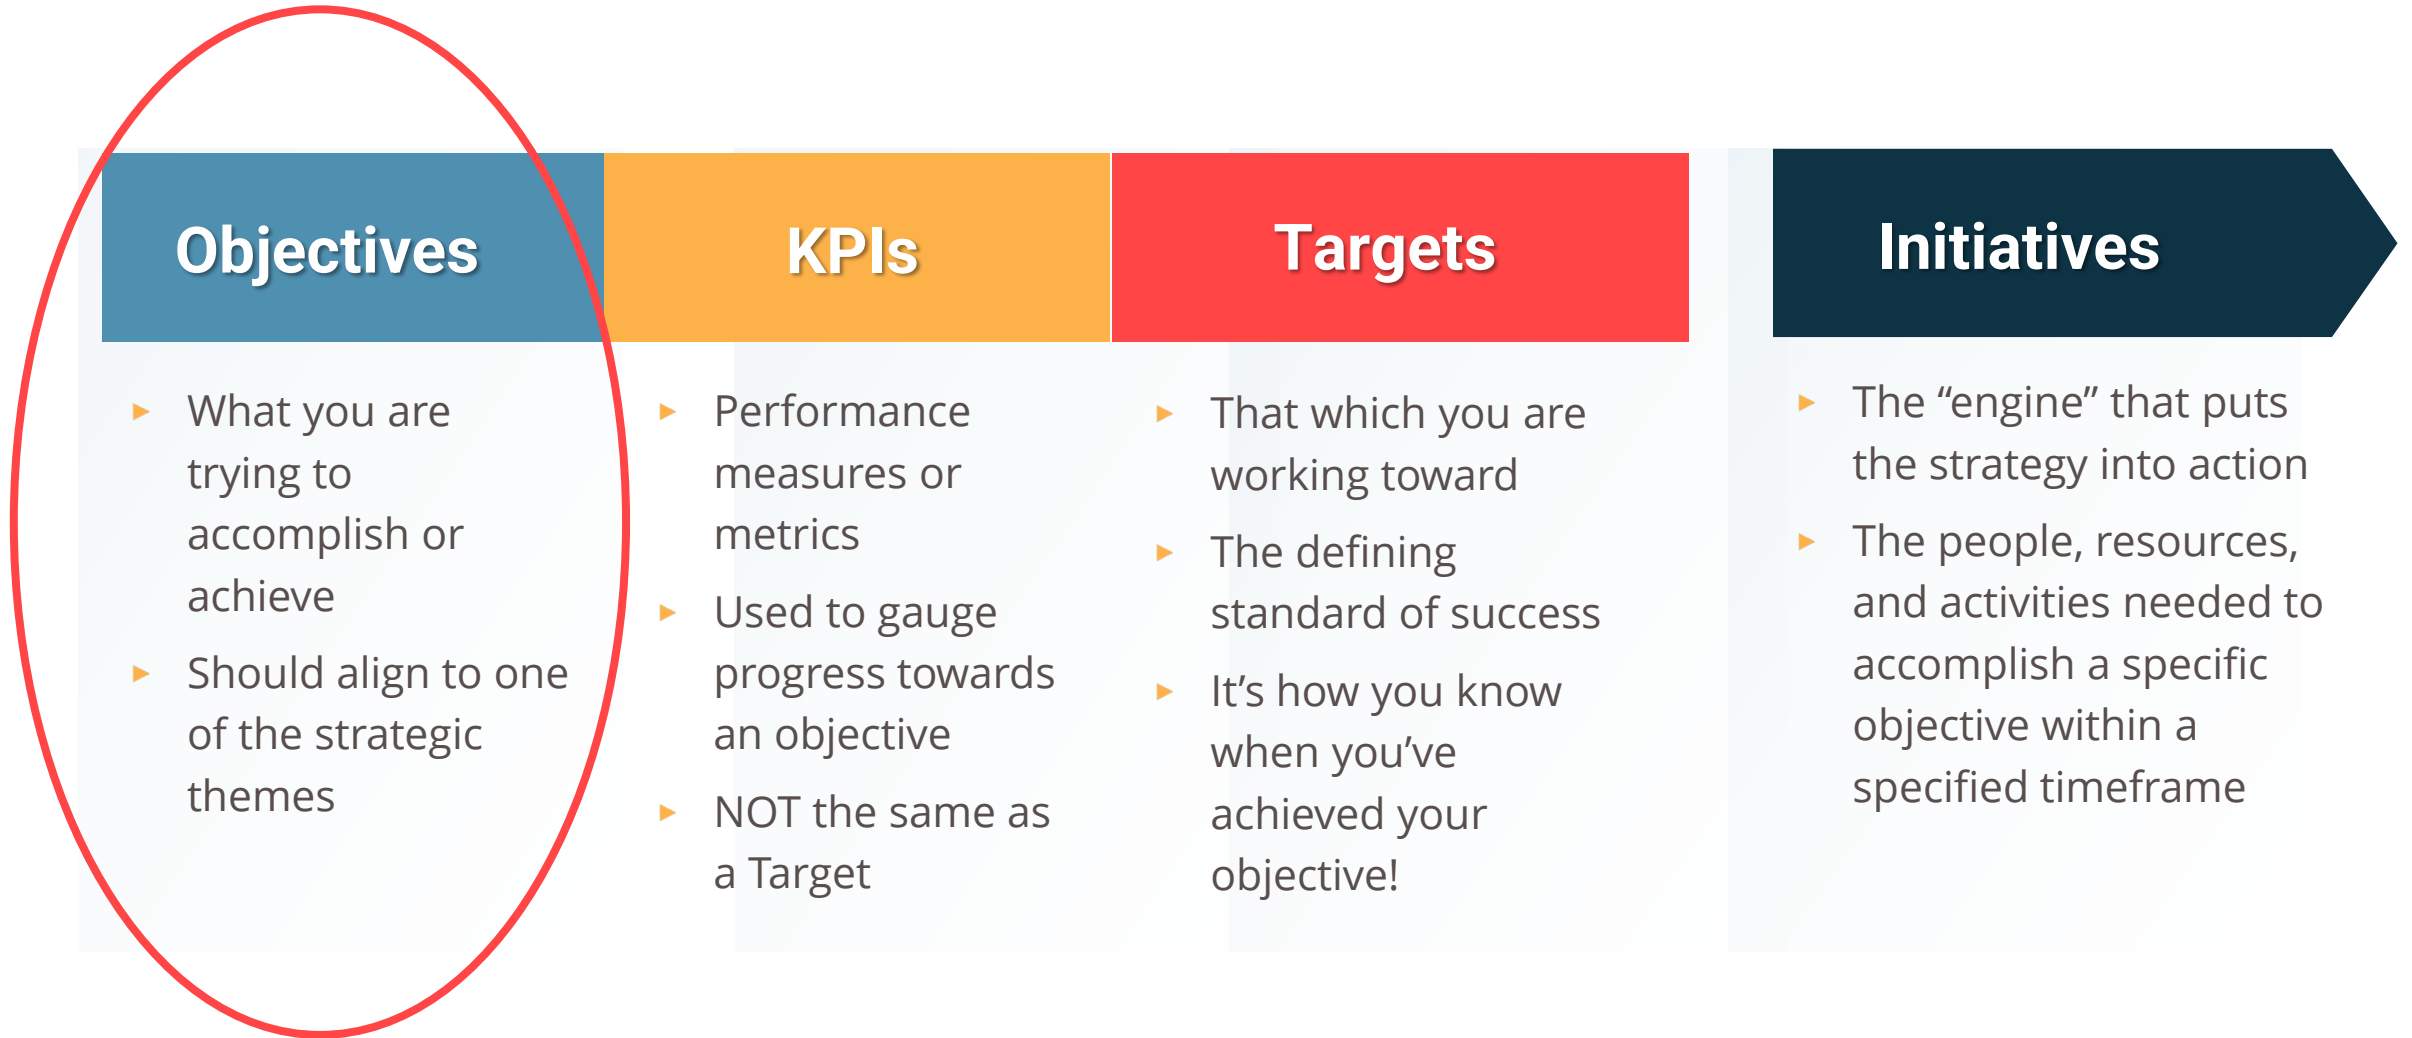 Objectives
What you are
trying to
accomplish or
achieve
Should align to one
of the strategic
themes
KPIs
Performance
measures or
metrics
Used to gauge
progress towards
an objective
NOT the same as
a Target
Targets
That which you are
working toward
The defining
standard of success
It’s how you know
when you’ve
achieved your
objective!
Initiatives
The “engine” that puts
the strategy into action
The people, resources,
and activities needed to
accomplish a specific
objective within a
specified timeframe